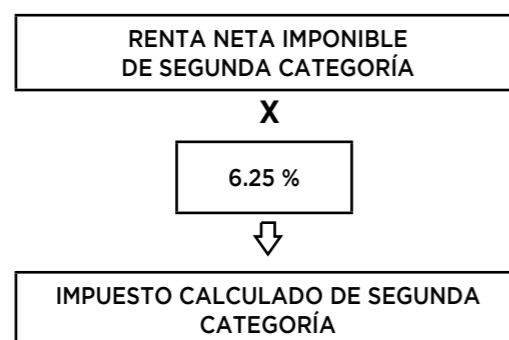 RENTA NETA IMPONIBLE
DE SEGUNDA CATEGORÍA
X
6.25 %
IMPUESTO CALCULADO DE SEGUNDA
CATEGORÍA